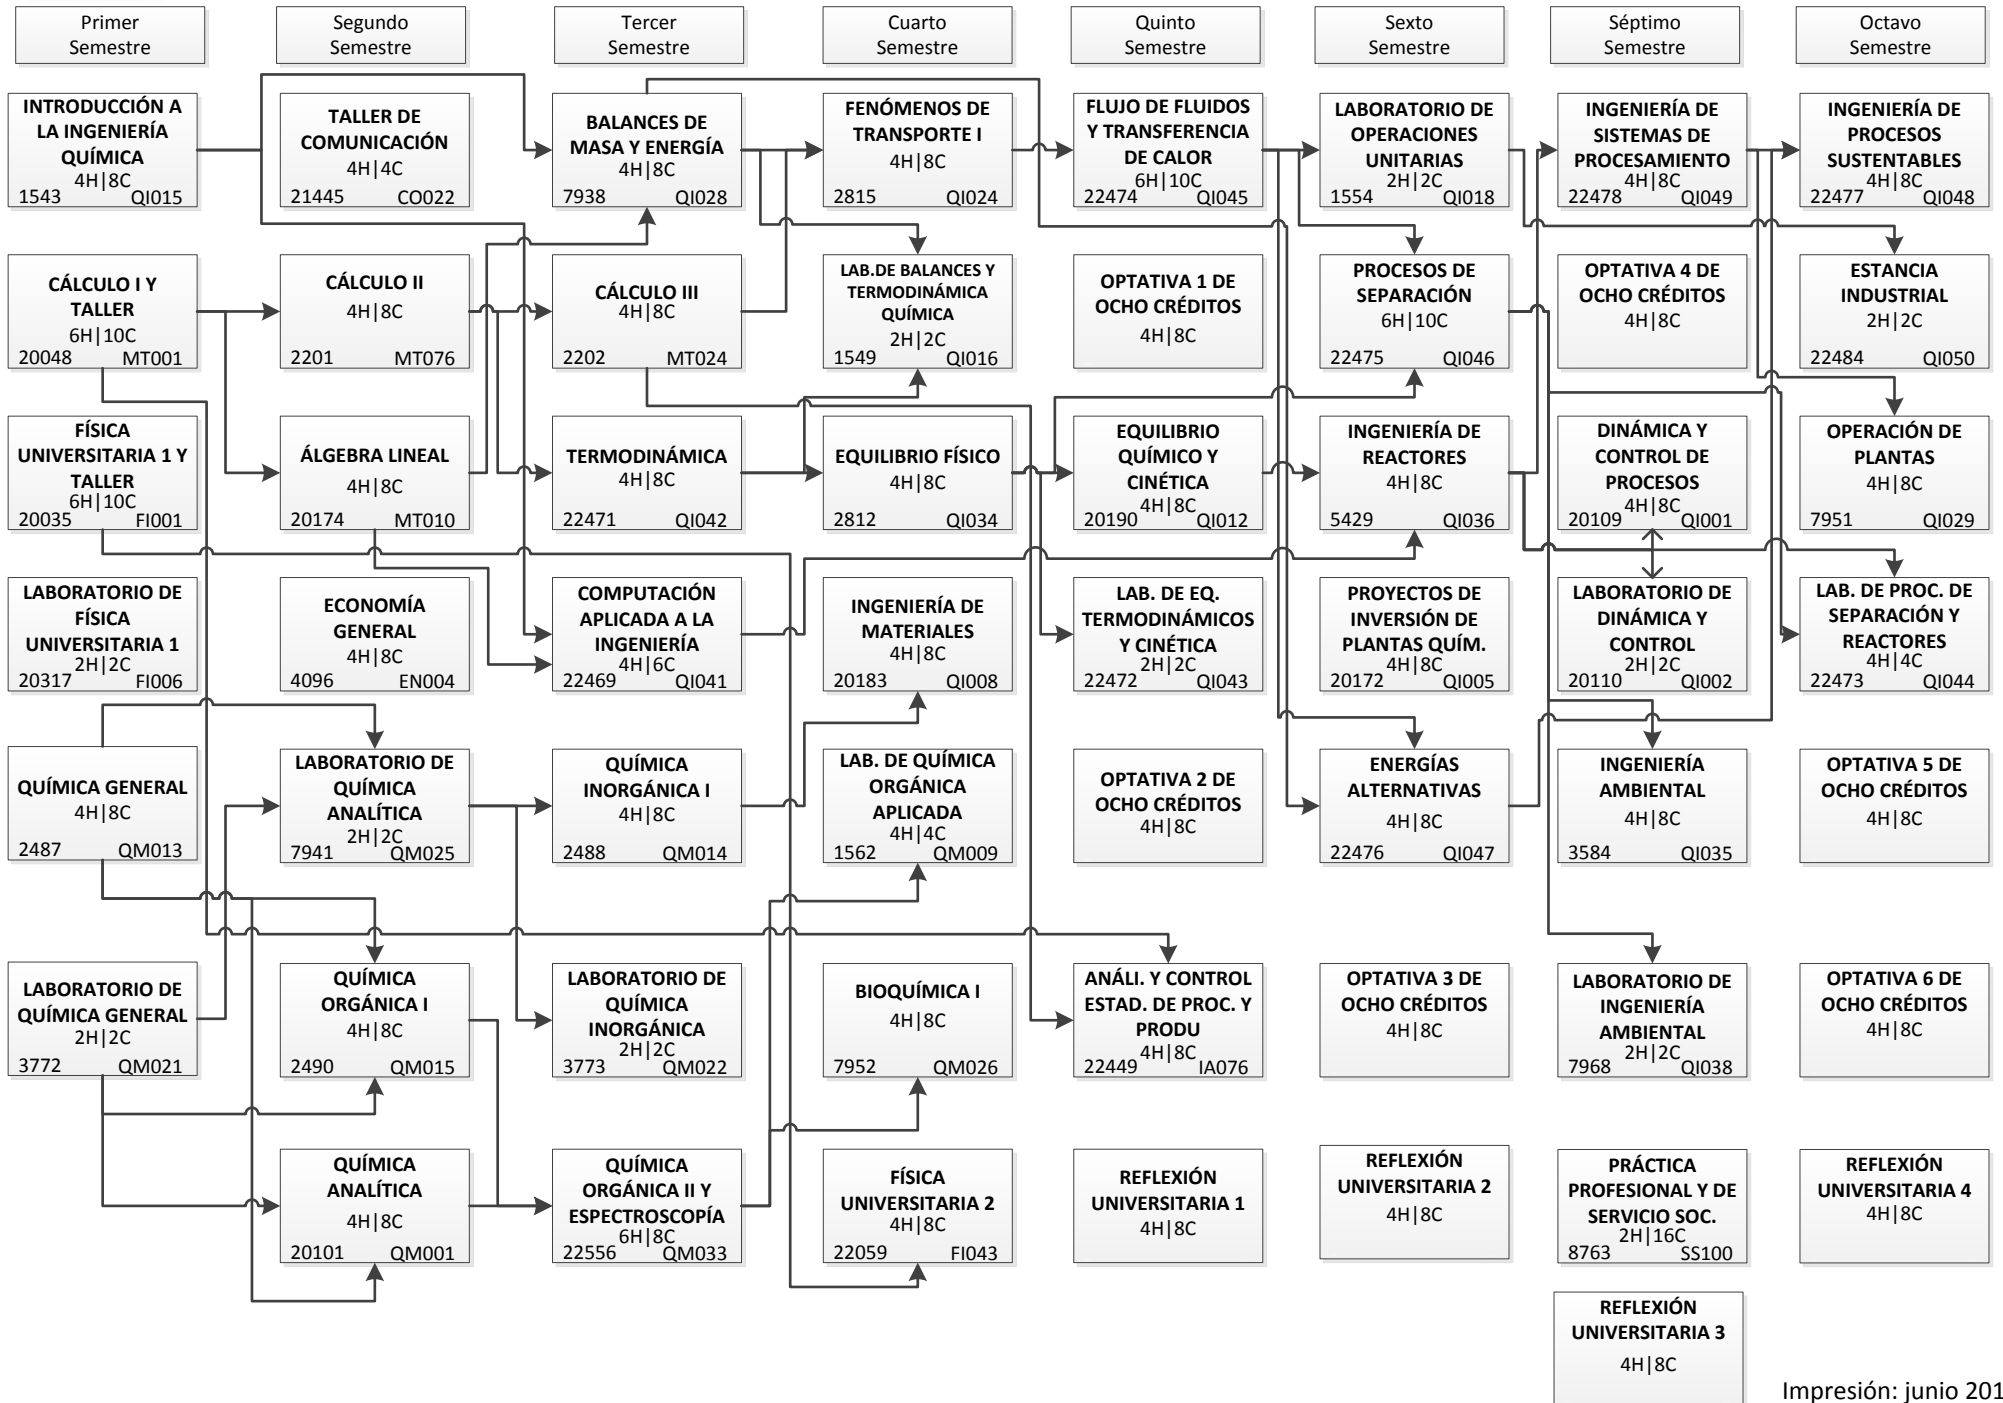 Primer
Semestre
Segundo
Semestre
Tercer
Semestre
Cuarto
Semestre
Quinto
Semestre
Sexto
Semestre
Séptimo
Semestre
Octavo
Semestre
INTRODUCCIÓN A
LA INGENIERÍA
QUÍMICA
4H|8C
1543 QI015
TALLER DE
COMUNICACIÓN
4H|4C
21445 CO022
BALANCES DE
MASA Y ENERGÍA
4H|8C
7938 QI028
FENÓMENOS DE
TRANSPORTE I
4H|8C
2815 QI024
FLUJO DE FLUIDOS
Y TRANSFERENCIA
DE CALOR
6H|10C
22474 QI045
LABORATORIO DE
OPERACIONES
UNITARIAS
2H|2C
1554 QI018
INGENIERÍA DE
SISTEMAS DE
PROCESAMIENTO
4H|8C
22478 QI049
INGENIERÍA DE
PROCESOS
SUSTENTABLES
4H|8C
22477 QI048
CÁLCULO I Y
TALLER
6H|10C
20048 MT001
CÁLCULO II
4H|8C
2201 MT076
CÁLCULO III
4H|8C
2202 MT024
LAB.DE BALANCES Y
TERMODINÁMICA
QUÍMICA
2H|2C
1549 QI016
OPTATIVA 1 DE
OCHO CRÉDITOS
4H|8C
PROCESOS DE
SEPARACIÓN
6H|10C
22475 QI046
OPTATIVA 4 DE
OCHO CRÉDITOS
4H|8C
ESTANCIA
INDUSTRIAL
2H|2C
22484 QI050
FÍSICA
UNIVERSITARIA 1 Y
TALLER
6H|10C
20035 FI001
ÁLGEBRA LINEAL
4H|8C
20174 MT010
TERMODINÁMICA
4H|8C
22471 QI042
EQUILIBRIO FÍSICO
4H|8C
2812 QI034
EQUILIBRIO
QUÍMICO Y
CINÉTICA
4H|8C
20190 QI012
INGENIERÍA DE
REACTORES
4H|8C
5429 QI036
DINÁMICA Y
CONTROL DE
PROCESOS
4H|8C
20109 QI001
OPERACIÓN DE
PLANTAS
4H|8C
7951 QI029
LABORATORIO DE
FÍSICA
UNIVERSITARIA 1
2H|2C
20317 FI006
ECONOMÍA
GENERAL
4H|8C
4096 EN004
COMPUTACIÓN
APLICADA A LA
INGENIERÍA
4H|6C
22469 QI041
INGENIERÍA DE
MATERIALES
4H|8C
20183 QI008
LAB. DE EQ.
TERMODINÁMICOS
Y CINÉTICA
2H|2C
22472 QI043
PROYECTOS DE
INVERSIÓN DE
PLANTAS QUÍM.
4H|8C
20172 QI005
LABORATORIO DE
DINÁMICA Y
CONTROL
2H|2C
20110 QI002
LAB. DE PROC. DE
SEPARACIÓN Y
REACTORES
4H|4C
22473 QI044
QUÍMICA GENERAL
4H|8C
2487 QM013
LABORATORIO DE
QUÍMICA
ANALÍTICA
2H|2C
7941 QM025
QUÍMICA
INORGÁNICA I
4H|8C
2488 QM014
LAB. DE QUÍMICA
ORGÁNICA
APLICADA
4H|4C
1562 QM009
OPTATIVA 2 DE
OCHO CRÉDITOS
4H|8C
ENERGÍAS
ALTERNATIVAS
4H|8C
22476 QI047
INGENIERÍA
AMBIENTAL
4H|8C
3584 QI035
OPTATIVA 5 DE
OCHO CRÉDITOS
4H|8C
LABORATORIO DE
QUÍMICA GENERAL
2H|2C
3772 QM021
QUÍMICA
ORGÁNICA I
4H|8C
2490 QM015
LABORATORIO DE
QUÍMICA
INORGÁNICA
2H|2C
3773 QM022
BIOQUÍMICA I
4H|8C
7952 QM026
ANÁLI. Y CONTROL
ESTAD. DE PROC. Y
PRODU
4H|8C
22449 IA076
OPTATIVA 3 DE
OCHO CRÉDITOS
4H|8C
LABORATORIO DE
INGENIERÍA
AMBIENTAL
2H|2C
7968 QI038
OPTATIVA 6 DE
OCHO CRÉDITOS
4H|8C
QUÍMICA
ANALÍTICA
4H|8C
20101 QM001
QUÍMICA
ORGÁNICA II Y
ESPECTROSCOPÍA
6H|8C
22556 QM033
FÍSICA
UNIVERSITARIA 2
4H|8C
22059 FI043
REFLEXIÓN
UNIVERSITARIA 1
4H|8C
REFLEXIÓN
UNIVERSITARIA 2
4H|8C
PRÁCTICA
PROFESIONAL Y DE
SERVICIO SOC.
2H|16C
8763 SS100
REFLEXIÓN
UNIVERSITARIA 4
4H|8C
REFLEXIÓN
UNIVERSITARIA 3
4H|8C
Impresión: junio 201